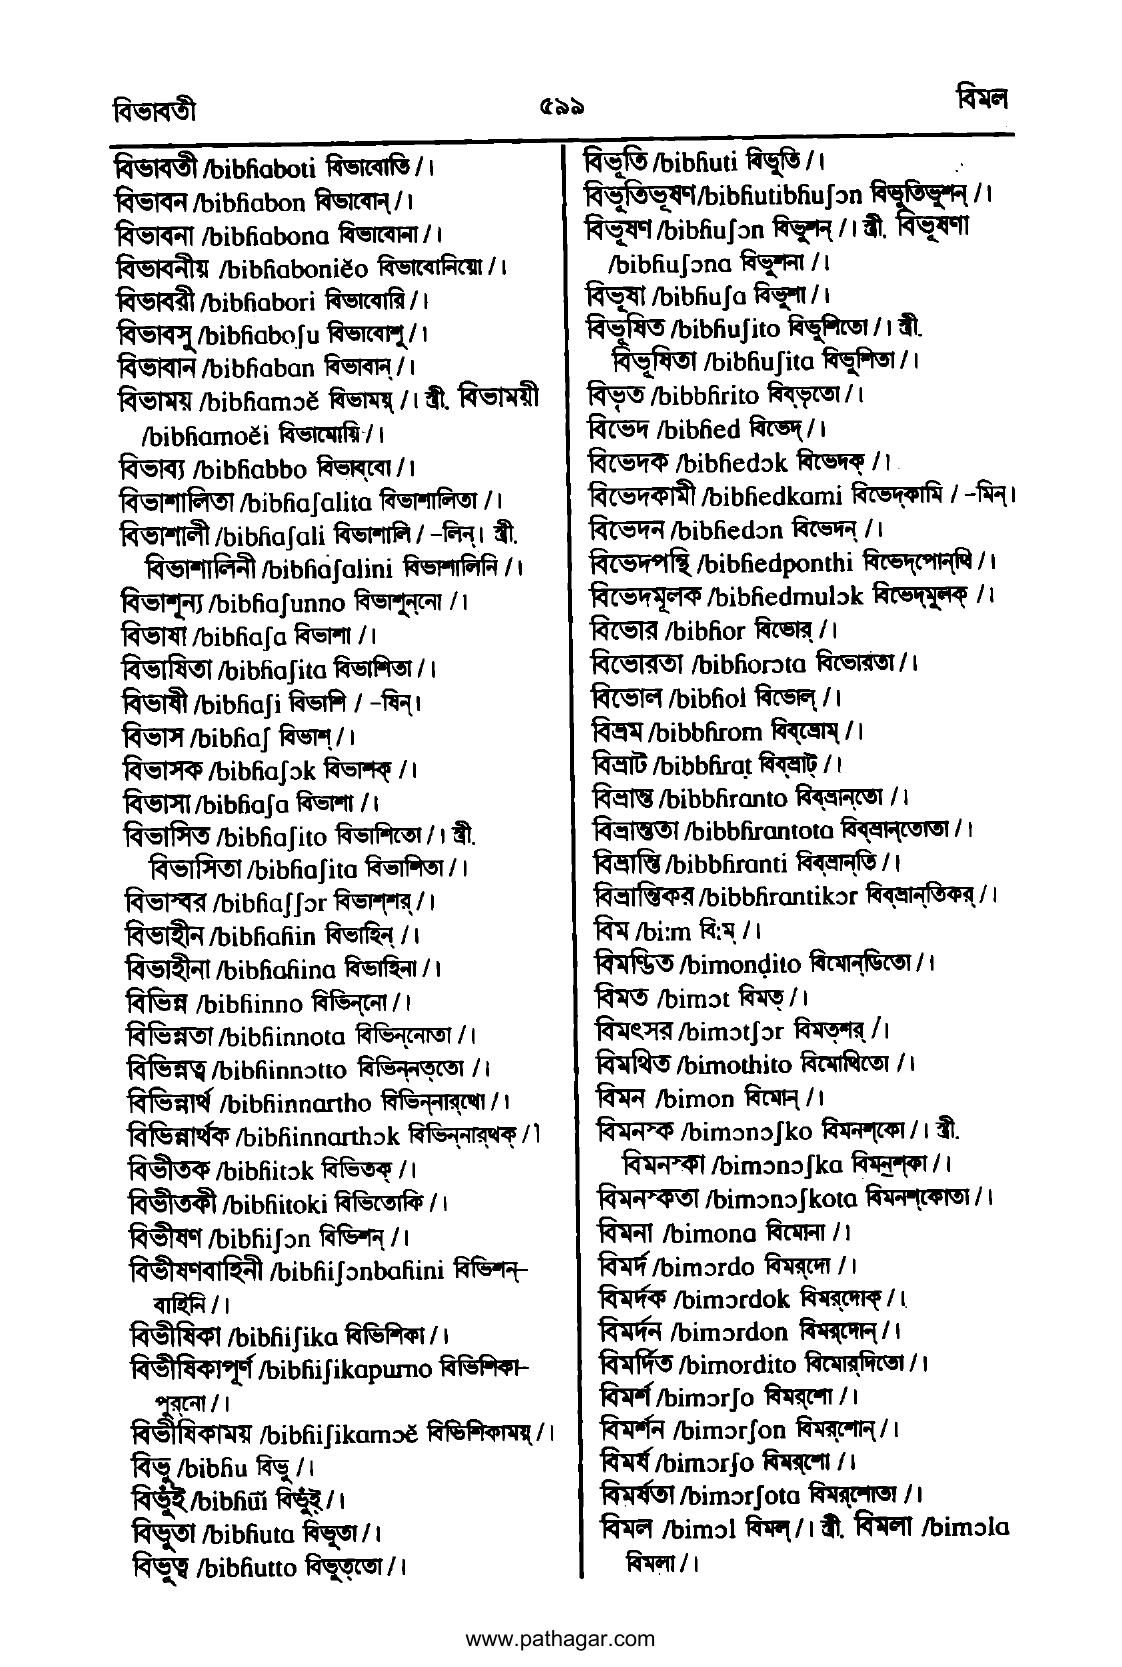 বিভাবতী ৫৯৯ বিমল
বিভাবতী /bibɦaboti বিভাবোতি /।
বিভাবন /bibɦabon বিভাবোন্ /।
বিভাবনা /bibɦabona বিভাবোনা /।
বিভাবনীয় /bibɦaboniĕo বিভাবোনিয়ো /।
বিভাবরী /bibɦabori বিভাবোরি /।
বিভাবসু /bibɦaboʃu বিভাবোশু /।
বিভাবান /bibɦaban বিভাবান্ /।
বিভাময় /bibɦamɔĕ বিভাময়্ /। স্ত্রী. বিভাময়ী
/bibɦamoĕi বিভামোয়ি /।
বিভাব্য /bibɦabbo বিভাব্‌বো /।
বিভাশালিতা /bibɦaʃalita বিভাশালিতা /।
বিভাশালী /bibɦaʃali বিভাশালি / -লিন্। স্ত্রী.
বিভাশালিনী /bibɦaʃalini বিভাশালিনি /।
বিভাশূন্য /bibɦaʃunno বিভাশুন্‌নো /।
বিভাষা /bibɦaʃa বিভাশা /।
বিভাষিতা /bibɦaʃita বিভাশিতা /।
বিভাষী /bibɦaʃi বিভাশি / -ষিন্।
বিভাস /bibɦaʃ বিভাশ্ /।
বিভাসক /bibɦaʃɔk বিভাশক্ /।
বিভাসা /bibɦaʃa বিভাশা /।
বিভাসিত /bibɦaʃito বিভাশিতো /। স্ত্রী.
বিভাসিতা /bibɦaʃita বিভাশিতা /।
বিভাস্বর /bibɦaʃʃɔr বিভাশ্‌শর্ /।
বিভাহীন /bibɦaɦin বিভাহিন্ /।
বিভাহীনা /bibɦaɦina বিভাহিনা /।
বিভিন্ন /bibɦinno বিভিন্‌নো /।
বিভিন্নতা /bibɦinnota বিভিন্‌নোতা /।
বিভিন্নত্ব /bibɦinnɔtto বিভিন্‌নত্‌তো /।
বিভিন্নার্থ /bibɦinnartho বিভিন্‌নার্‌থো /।
বিভিন্নার্থক /bibɦinnarthɔk বিভিন্‌নার্‌থক্ /।
বিভীতক /bibɦitɔk বিভিতক্ /।
বিভীতকী /bibɦitoki বিভিতোকি /।
বিভীষণ /bibɦiʃɔn বিভিশন্ /।
বিভীষণবাহিনী /bibɦiʃɔnbaɦini বিভিশন্-
বাহিনি /।
বিভীষিকা /bibɦiʃika বিভিশিকা /।
বিভীষিকাপূর্ণ /bibɦiʃikapurno বিভিশিকা-
পুর্‌নো /।
বিভীষিকাময় /bibɦiʃikamɔĕ বিভিশিকাময়্ /।
বিভু /bibɦu বিভু /।
বিভুঁই /bibɦũĩ বিভুঁই্ /।
বিভুতা /bibɦuta বিভুতা /।
বিভুত্ব /bibɦutto বিভুত্‌তো /।
বিভূতি /bibɦuti বিভুতি /।
বিভূতিভূষণ /bibɦutibɦuʃɔn বিভুতিভুশন্ /।
বিভূষণ /bibɦuʃɔn বিভুশন্ /। স্ত্রী. বিভূষণা
/bibɦuʃɔna বিভুশনা /।
বিভূষা /bibɦuʃa বিভুশা /।
বিভূষিত /bibɦuʃito বিভুশিতো /। স্ত্রী.
বিভূষিতা /bibɦuʃita বিভুশিতা /।
বিভৃত /bibbɦrito বিব্‌ভৃতো /।
বিভেদ /bibɦed বিভেদ্ /।
বিভেদক /bibɦedɔk বিভেদক্ /।
বিভেদকামী /bibɦedkami বিভেদ্‌কামি / -মিন্।
বিভেদন /bibɦedɔn বিভেদন্ /।
বিভেদপন্থি /bibɦedponthi বিভেদ্‌পোন্‌থি /।
বিভেদমূলক /bibɦedmulɔk বিভেদ্‌মুলক্ /।
বিভোর /bibɦor বিভোর্ /।
বিভোরতা /bibɦorɔta বিভোরতা /।
বিভোল /bibɦol বিভোল্ /।
বিভ্রম /bibbɦrom বিব্‌ভ্রোম্ /।
বিভ্রাট /bibbɦraṭ বিব্‌ভ্রাট্ /।
বিভ্রান্ত /bibbɦranto বিব্‌ভ্রান্‌তো /।
বিভ্রান্ততা /bibbɦrantota বিব্‌ভ্রান্‌তোতা /।
বিভ্রান্তি /bibbɦranti বিব্‌ভ্রান্‌তি /।
বিভ্রান্তিকর /bibbɦrantikɔr বিব্‌ভ্রান্‌তিকর্ /।
বিম /bi:m বি:ম্ /।
বিমণ্ডিত /bimonḍito বিমোন্‌ডিতো /।
বিমত /bimɔt বিমত্ /।
বিমৎসর /bimɔtʃɔr বিমত্‌শর্ /।
বিমথিত /bimothito বিমোথিতো /।
বিমন /bimon বিমোন্ /।
বিমনস্ক /bimɔnɔʃko বিমনশ্‌কো /। স্ত্রী.
বিমনস্কা /bimɔnɔʃka বিমনশ্‌কা /।
বিমনস্কতা /bimɔnɔʃkota বিমনশ্‌কোতা /।
বিমনা /bimona বিমোনা /।
বিমর্দ /bimɔrdo বিমর্‌দো /।
বিমর্দক /bimɔrdok বিমর্‌দোক্ /।
বিমর্দন /bimɔrdon বিমর্‌দোন্ /।
বিমর্দিত /bimordito বিমোর্‌দিতো /।
বিমর্শ /bimɔrʃo বিমর্‌শো /।
বিমর্শন /bimɔrʃon বিমর্‌শোন্ /।
বিমর্ষ /bimɔrʃo বিমর্‌শো /।
বিমর্ষতা /bimɔrʃota বিমর্‌শোতা /।
বিমল /bimɔl বিমল্ /। স্ত্রী. বিমলা /bimɔla
বিমলা /।
www.pathagar.com